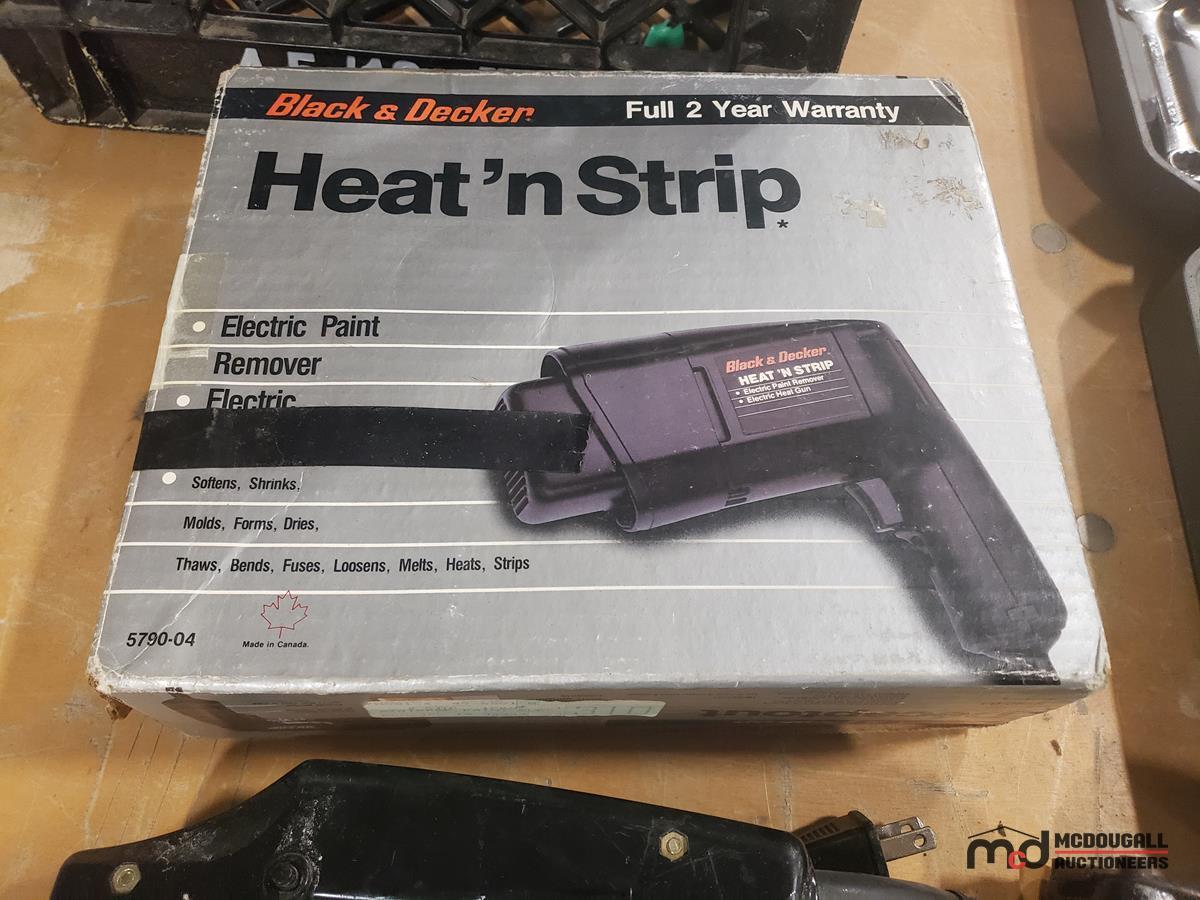 Black & Decker.
Full 2 Year Warranty
Heat 'n Strip
*
• Electric Paint
Remover
• Electric
• Softens, Shrinks,
Molds, Forms, Dries,
Thaws, Bends, Fuses, Loosens, Melts, Heats, Strips
Black & Decker.
HEAT 'N STRIP
• Electric Paint Remover
• Electric Heat Gun
5790-04
Made in Canada.
mcd MCDOUGALL
AUCTIONEERS